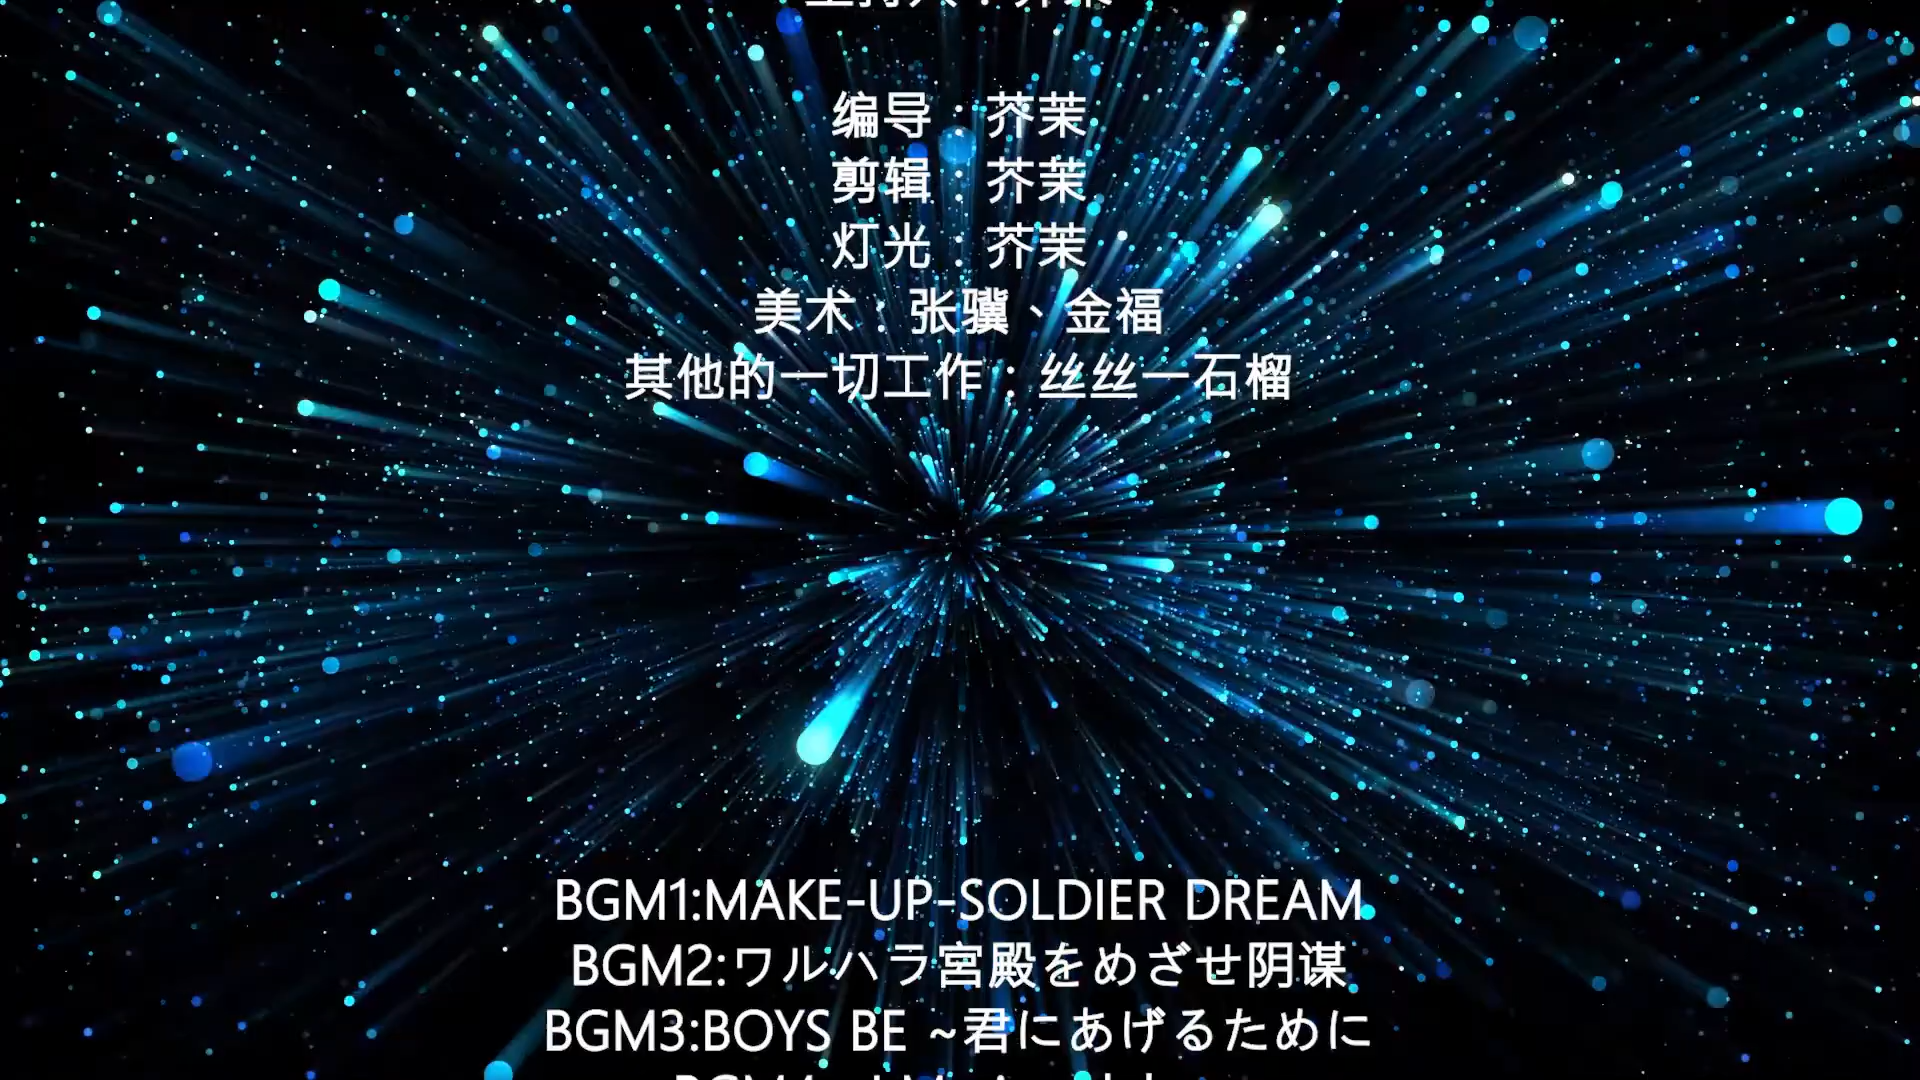 编导：芥茉
剪辑：芥茉
灯光：芥茉
美术：张骥、金福
其他的一切工作：丝丝一石榴
BGM1:MAKE-UP-SOLDIER DREAM
BGM2:ワルハラ宮殿をめざせ阴谋
BGM3:BOYS BE ~君にあげるために